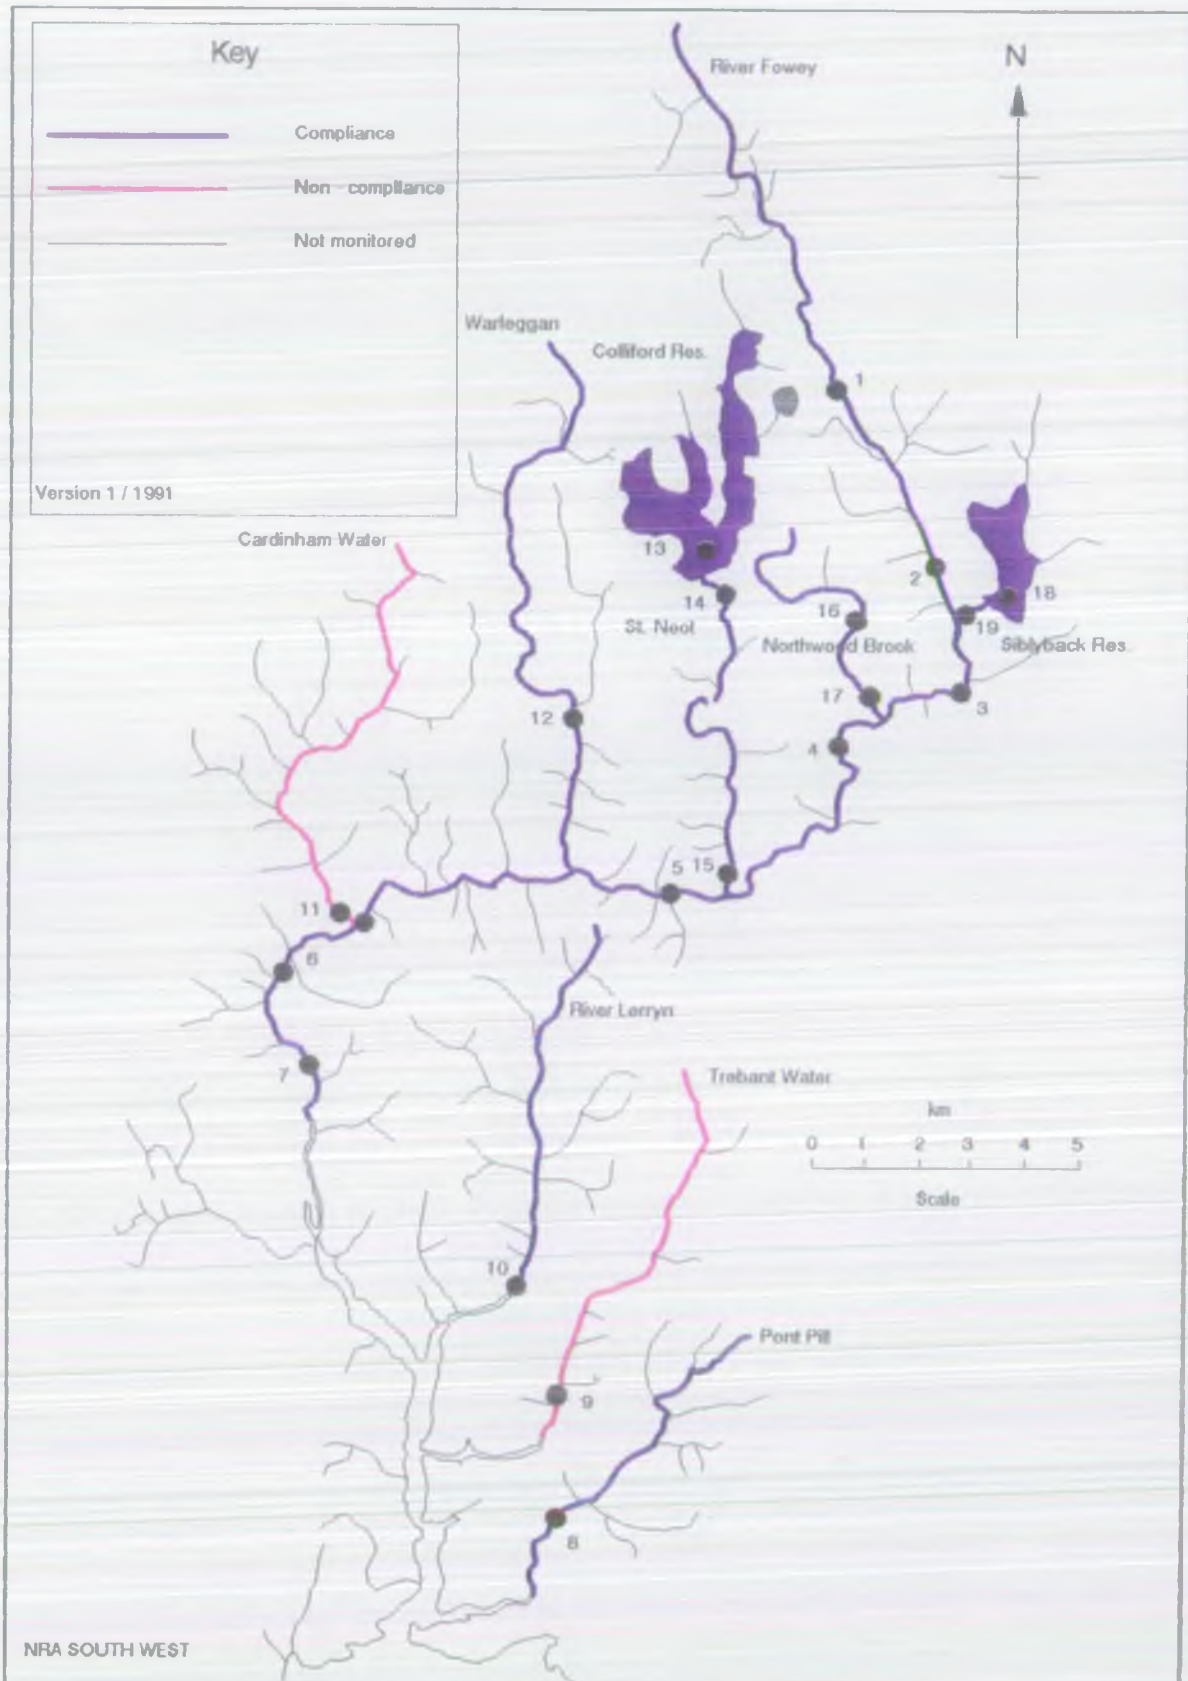 Key
Compliance
Non compliance
Not monitored
Version 1 / 1991
River Fowey
N
Warleggan
Colliford Res.
1
Cardinham Water
13
2
14
18
16
19
St. Neot
Northwood Brook
Siblyback Res.
12
17
3
4
5
15
11
6
River Lerryn
7
Trebant Water
km
0 1 2 3 4 5
Scale
10
Pont Pill
9
8
NRA SOUTH WEST